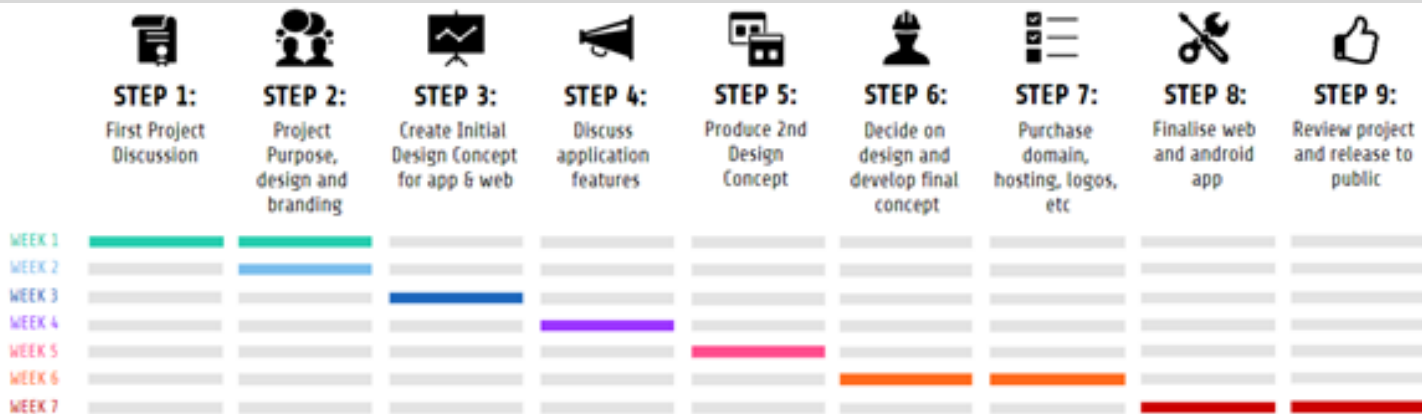 STEP 1:
First Project
Discussion
STEP 2:
Project
Purpose,
design and
branding
STEP 3:
Create Initial
Design Concept
for app & web
STEP 4:
Discuss
application
features
STEP 5:
Produce 2nd
Design
Concept
STEP 6:
Decide on
design and
develop final
concept
STEP 7:
Purchase
domain,
hosting, logos,
etc
STEP 8:
Finalise web
and android
app
STEP 9:
Review project
and release to
public
WEEK 1
WEEK 2
WEEK 3
WEEK 4
WEEK 5
WEEK 6
WEEK 7